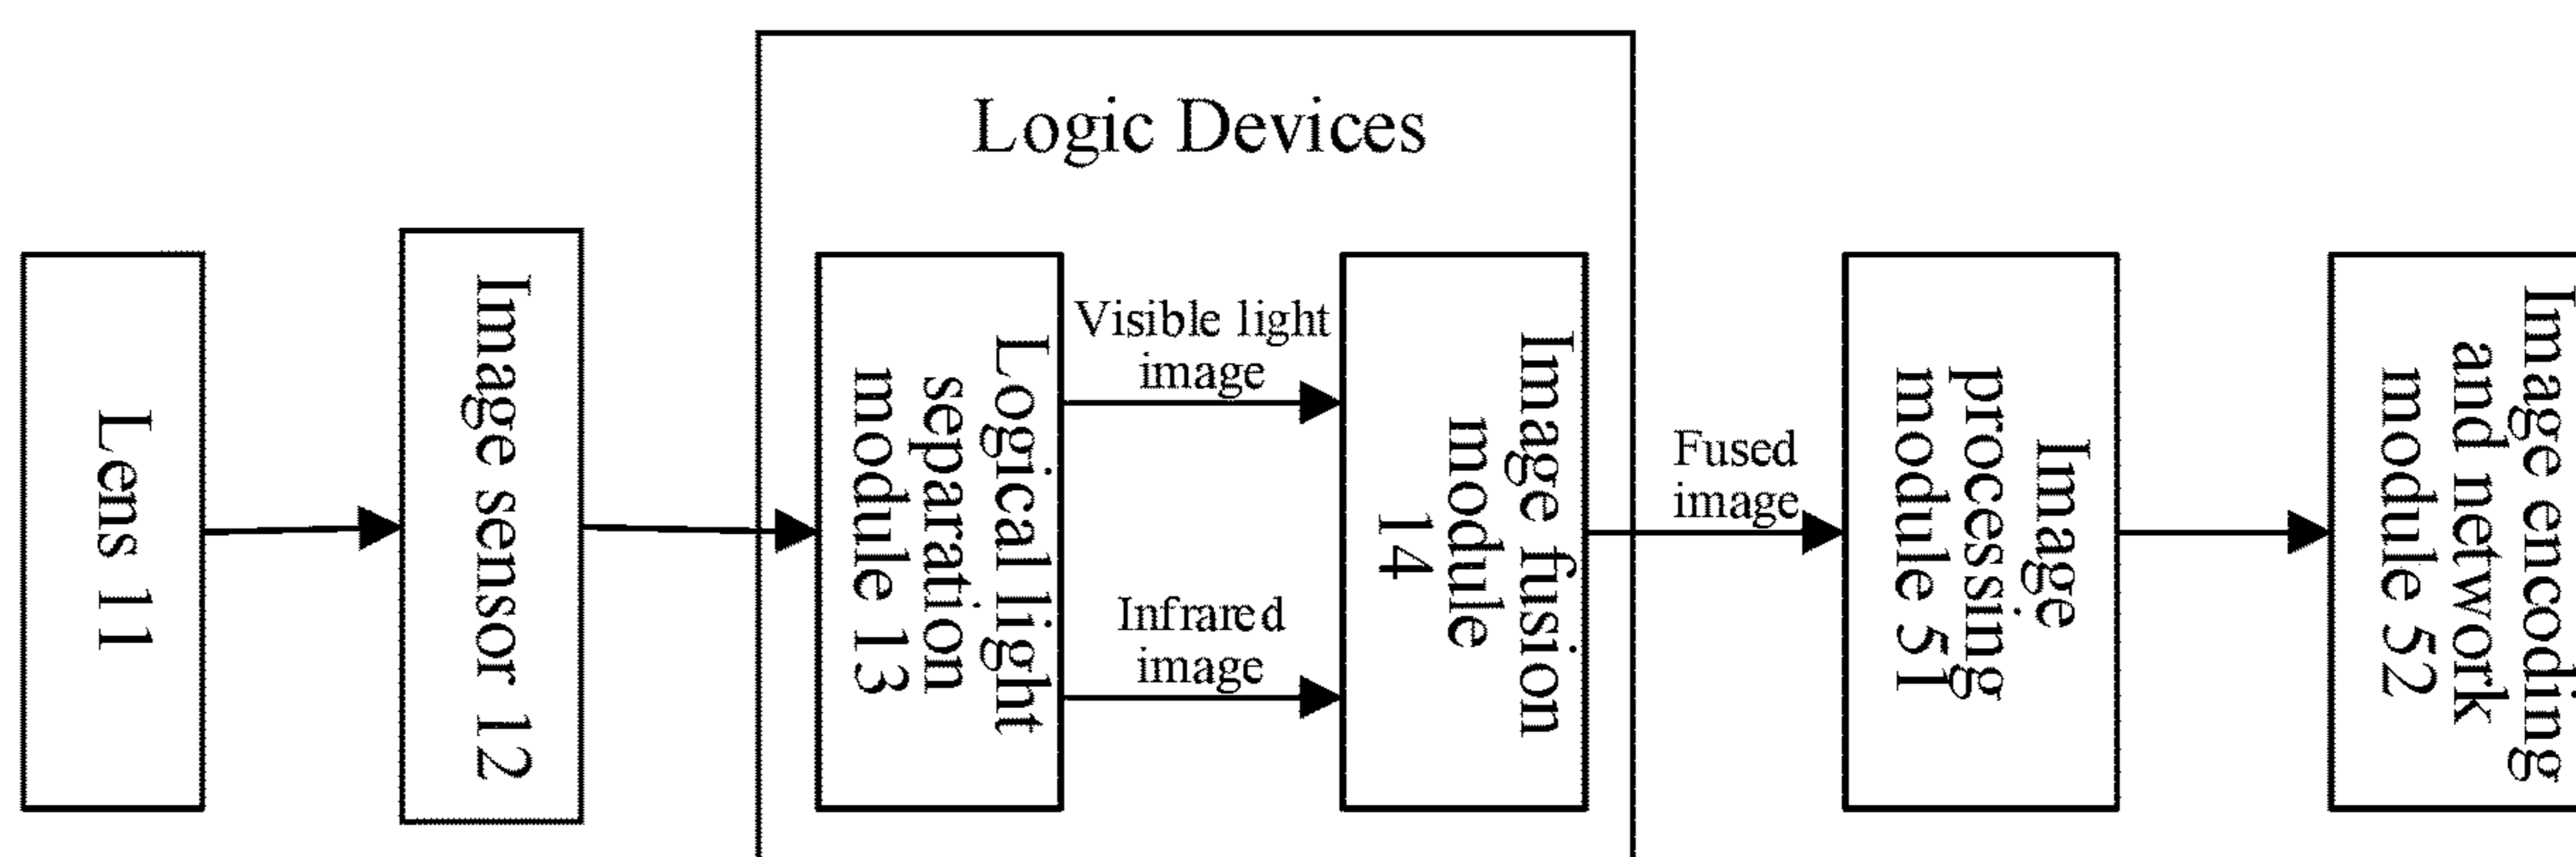 Logic Devices
Lens 11
Image sensor 12
Logical light
separation
module 13
Visible light
image
Infrared
image
Image fusion
module
14
Fused
image
Image
processing
module 51
Image encoding
and network
module 52